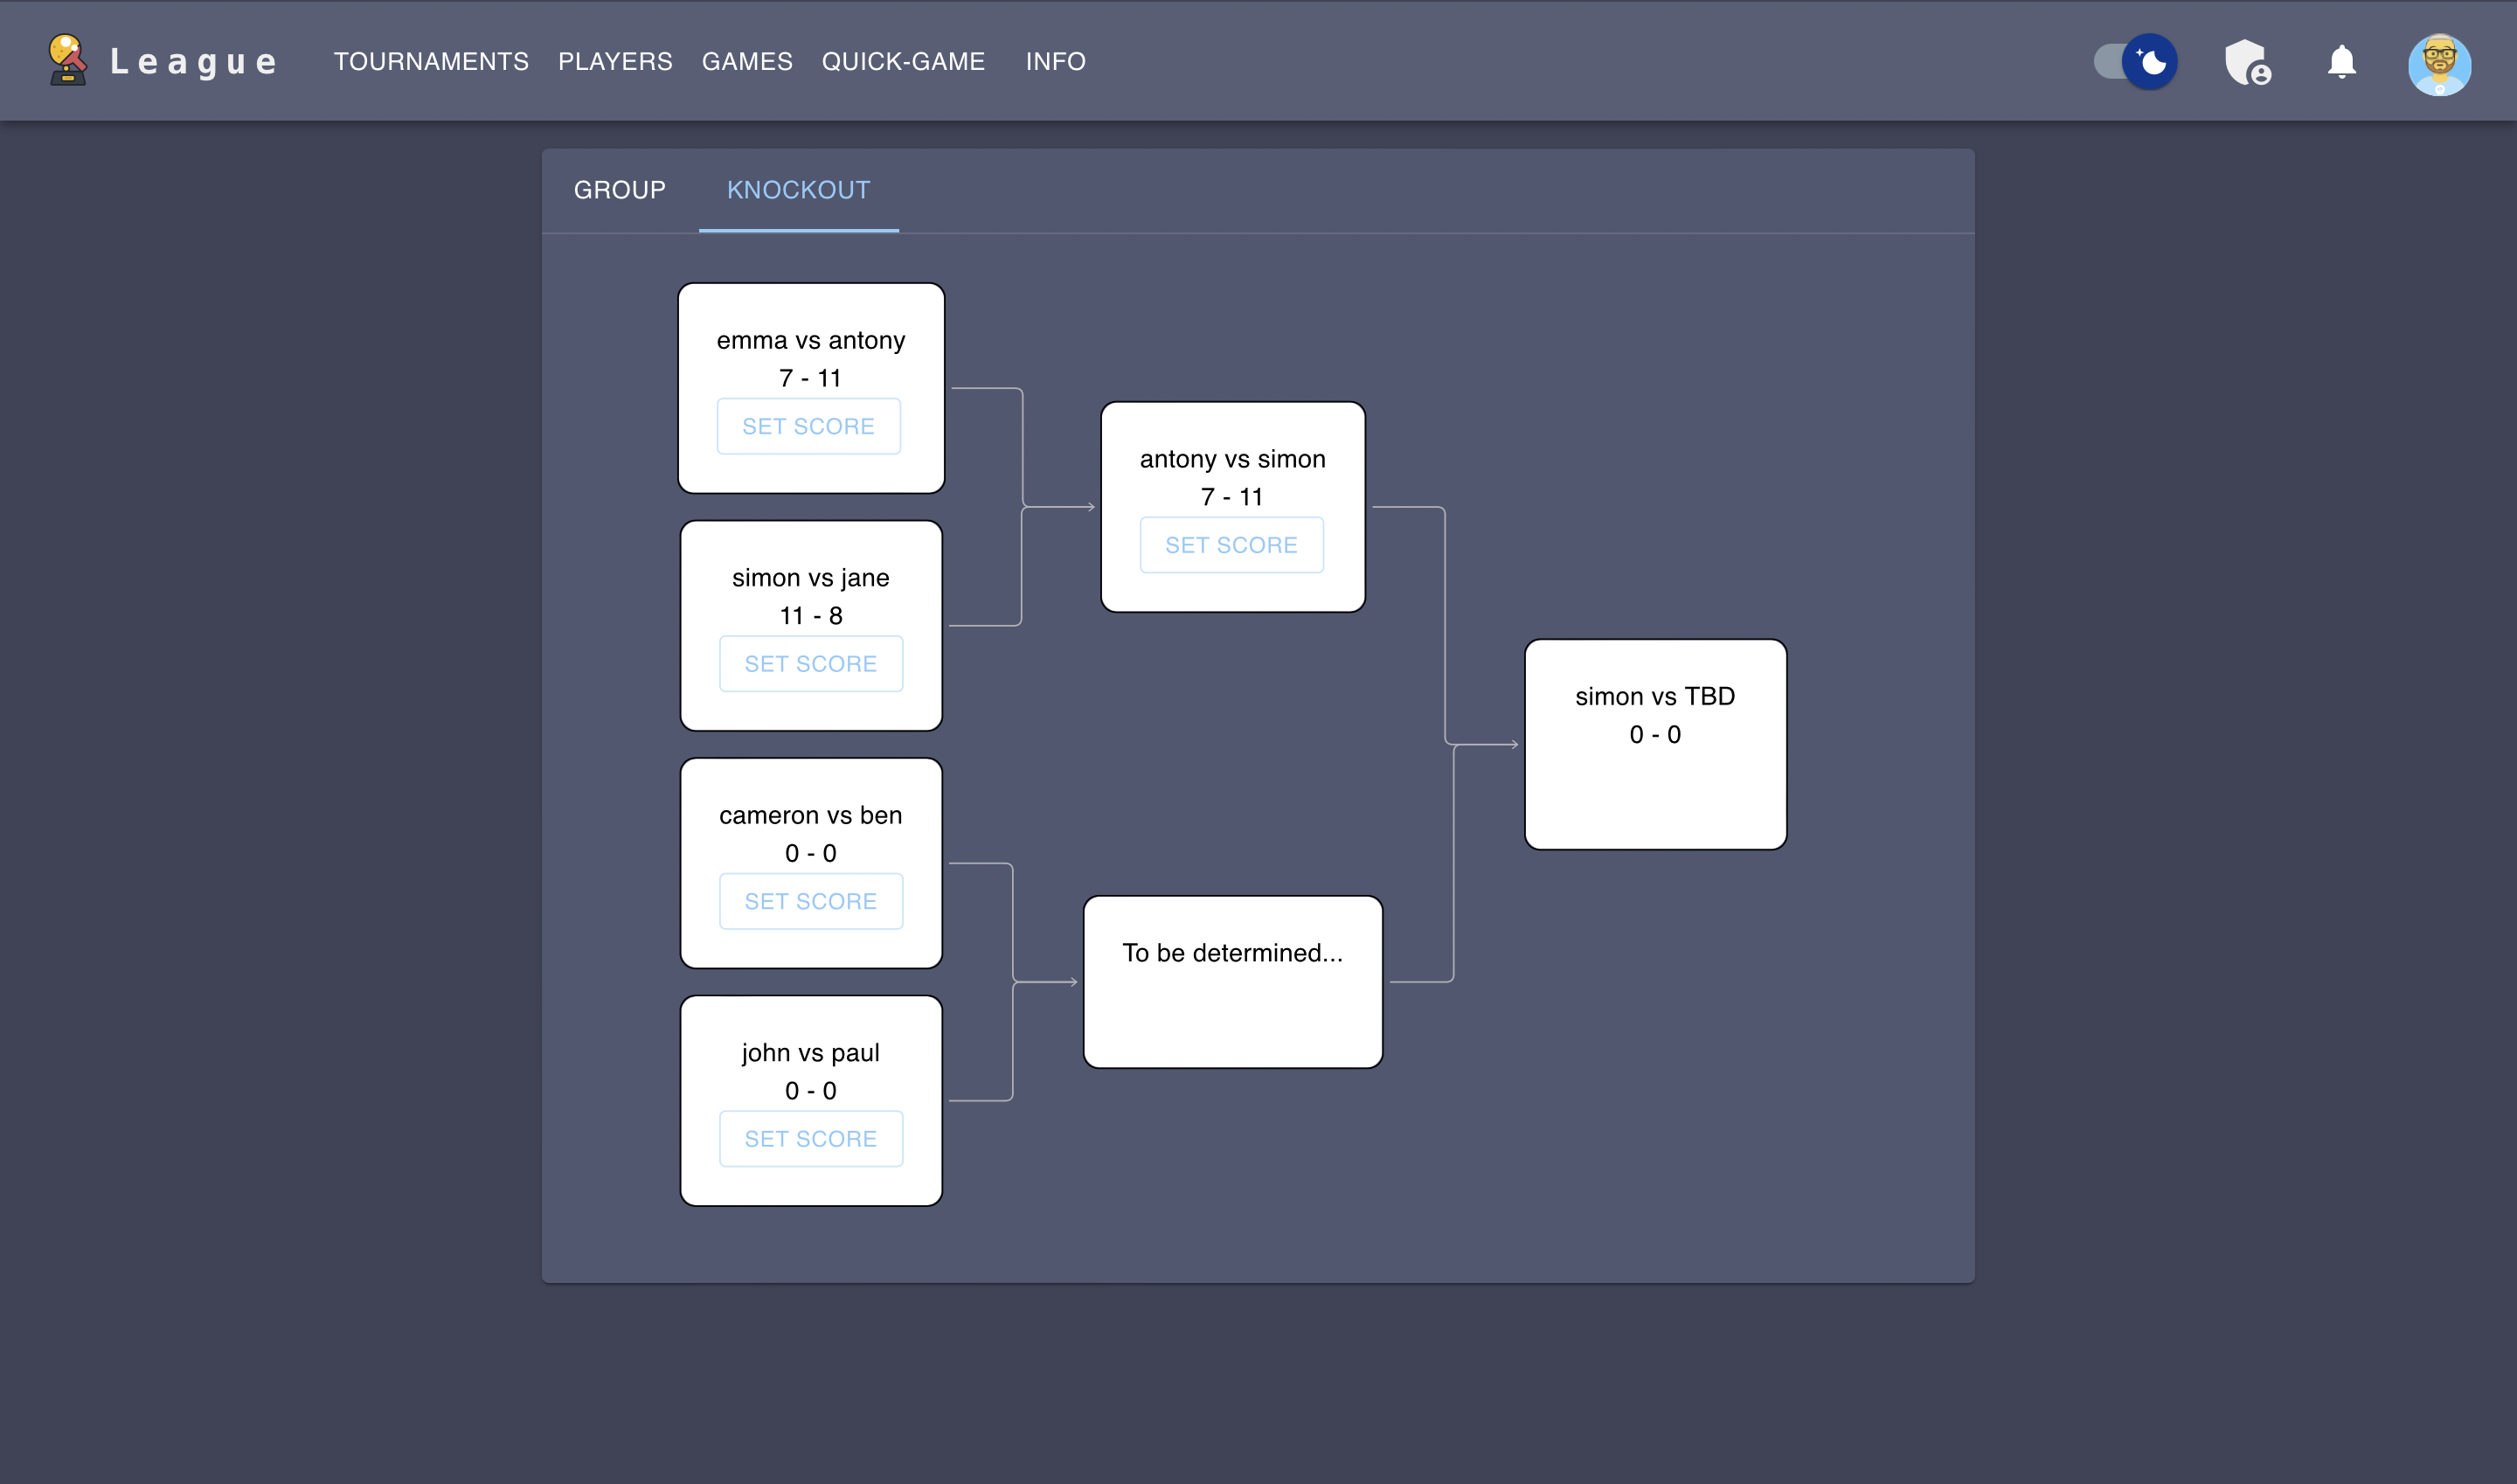 League
TOURNAMENTS PLAYERS GAMES QUICK-GAME INFO
GROUP KNOCKOUT
emma vs antony
7 - 11
SET SCORE
simon vs jane
11 - 8
SET SCORE
cameron vs ben
0 - 0
SET SCORE
john vs paul
0 - 0
SET SCORE
antony vs simon
7 - 11
SET SCORE
To be determined...
simon vs TBD
0 - 0